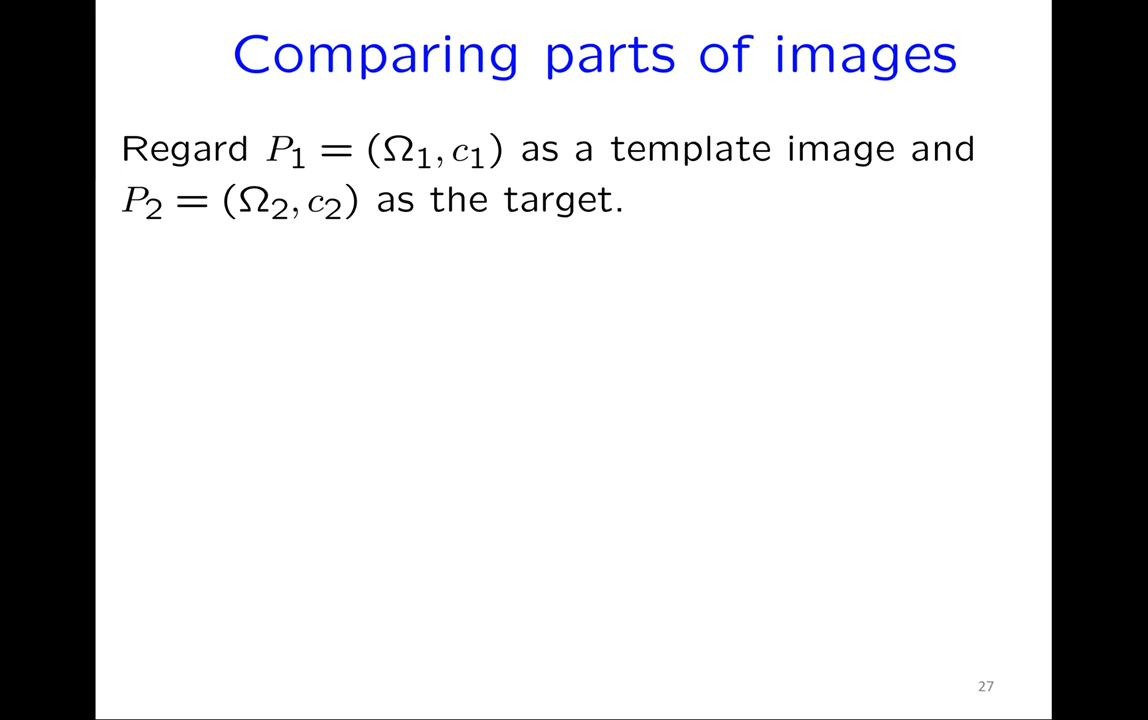 Comparing parts of images
Regard P₁ = (Ω₁, c₁) as a template image and
P₂ = (Ω₂, c₂) as the target.
27